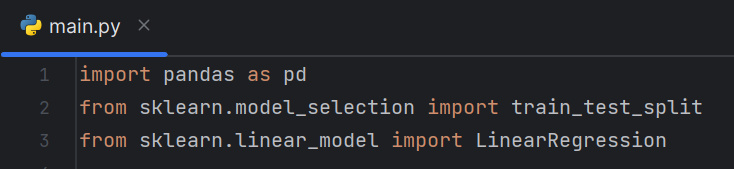 main.py
1 import pandas as pd
2 from sklearn.model_selection import train_test_split
3 from sklearn.linear_model import LinearRegression